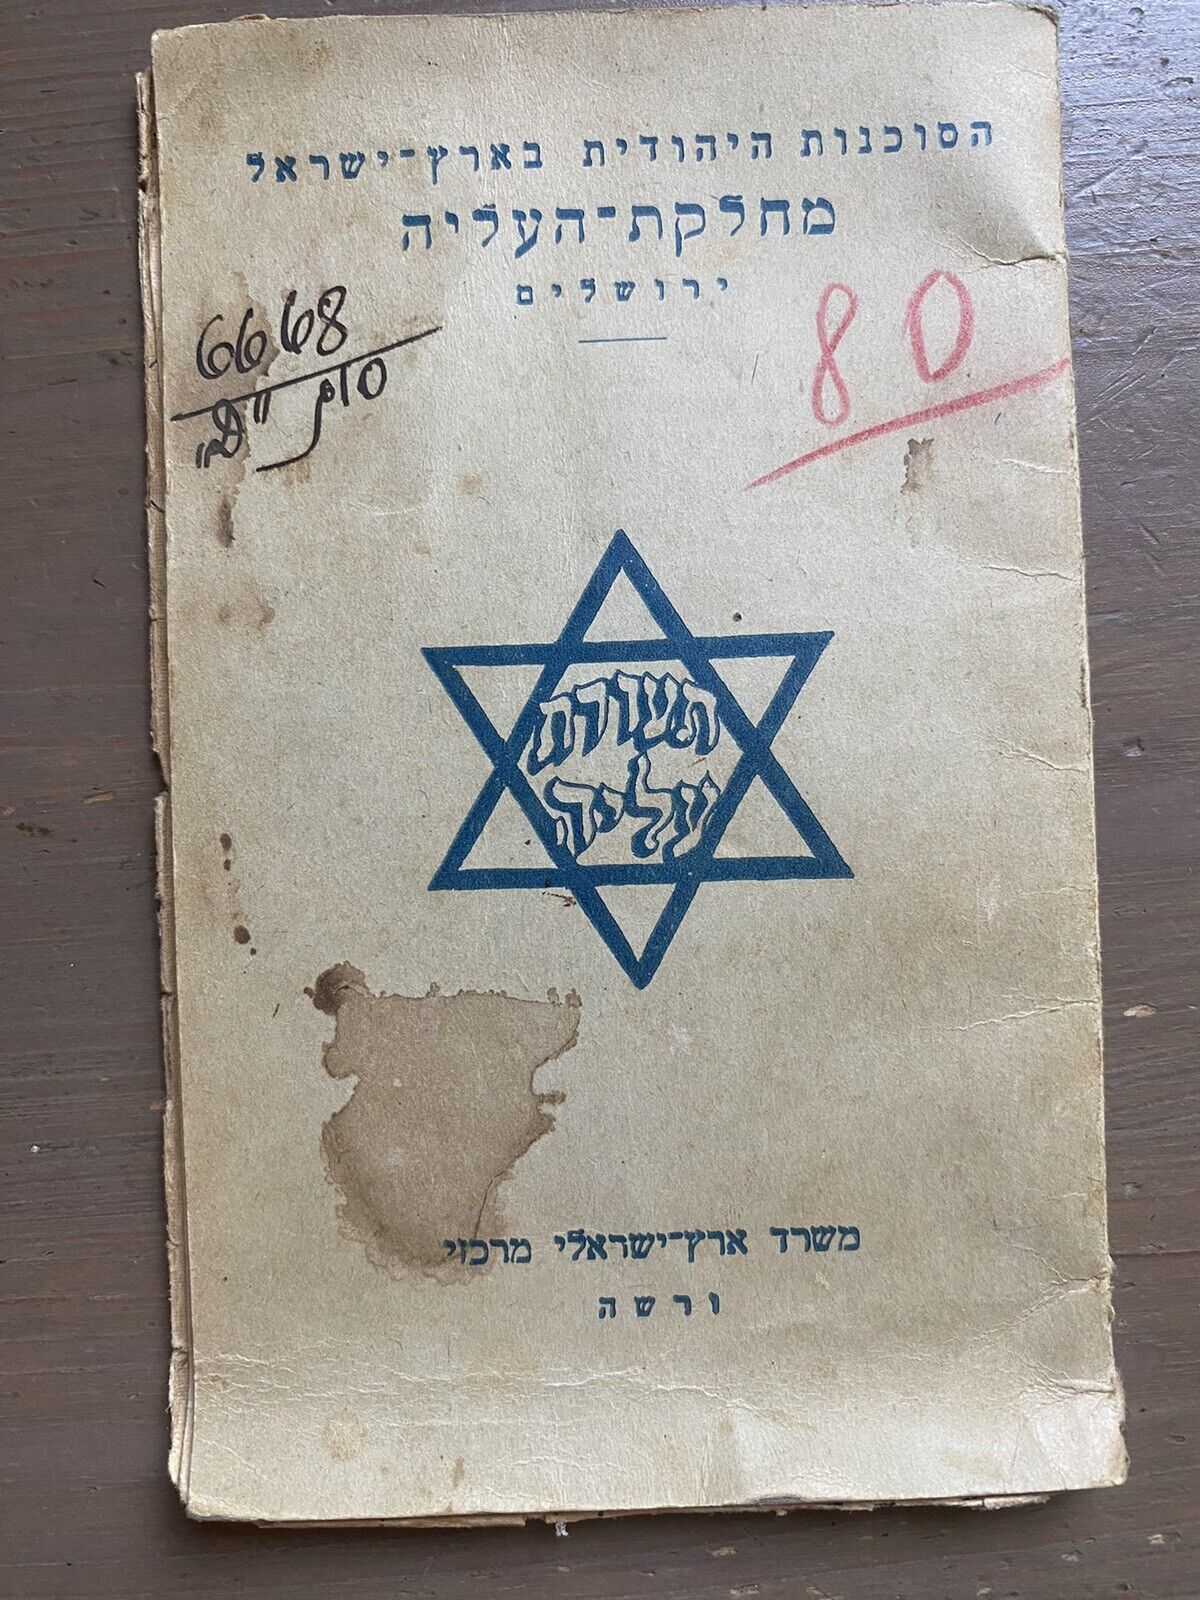 הסוכנות היהודית בארץ-ישראל
מחלקת-העליה
ירושלים
6668
80
תעודת
עליה
משרד ארץ-ישראלי מרכזי
ורשה